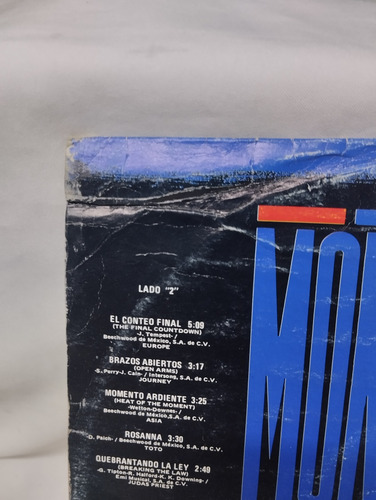 LADO "2"
EL CONTEO FINAL 5:09
(THE FINAL COUNTDOWN)
-J. Tempest-
Beechwood de México, S.A. de C.V.
EUROPE
BRAZOS ABIERTOS 3:17
(OPEN ARMS)
-S. Perry-J. Cain- / Intersong, S.A. de C.V.
JOURNEY
MOMENTO ARDIENTE 3:25
(HEAT OF THE MOMENT)
-Wetton-Downes- /
Beechwood de México, S.A. de C.V.
ASIA
ROSANNA 3:30
D. Paich- / Beechwood de México, S.A. de C.V.
TOTO
QUEBRANTANDO LA LEY 2:49
(BREAKING THE LAW)
-G. Tipton-R. Halford-K. K. Downing- /
Emi Musical, S.A. de C.V.
JUDAS PRIEST